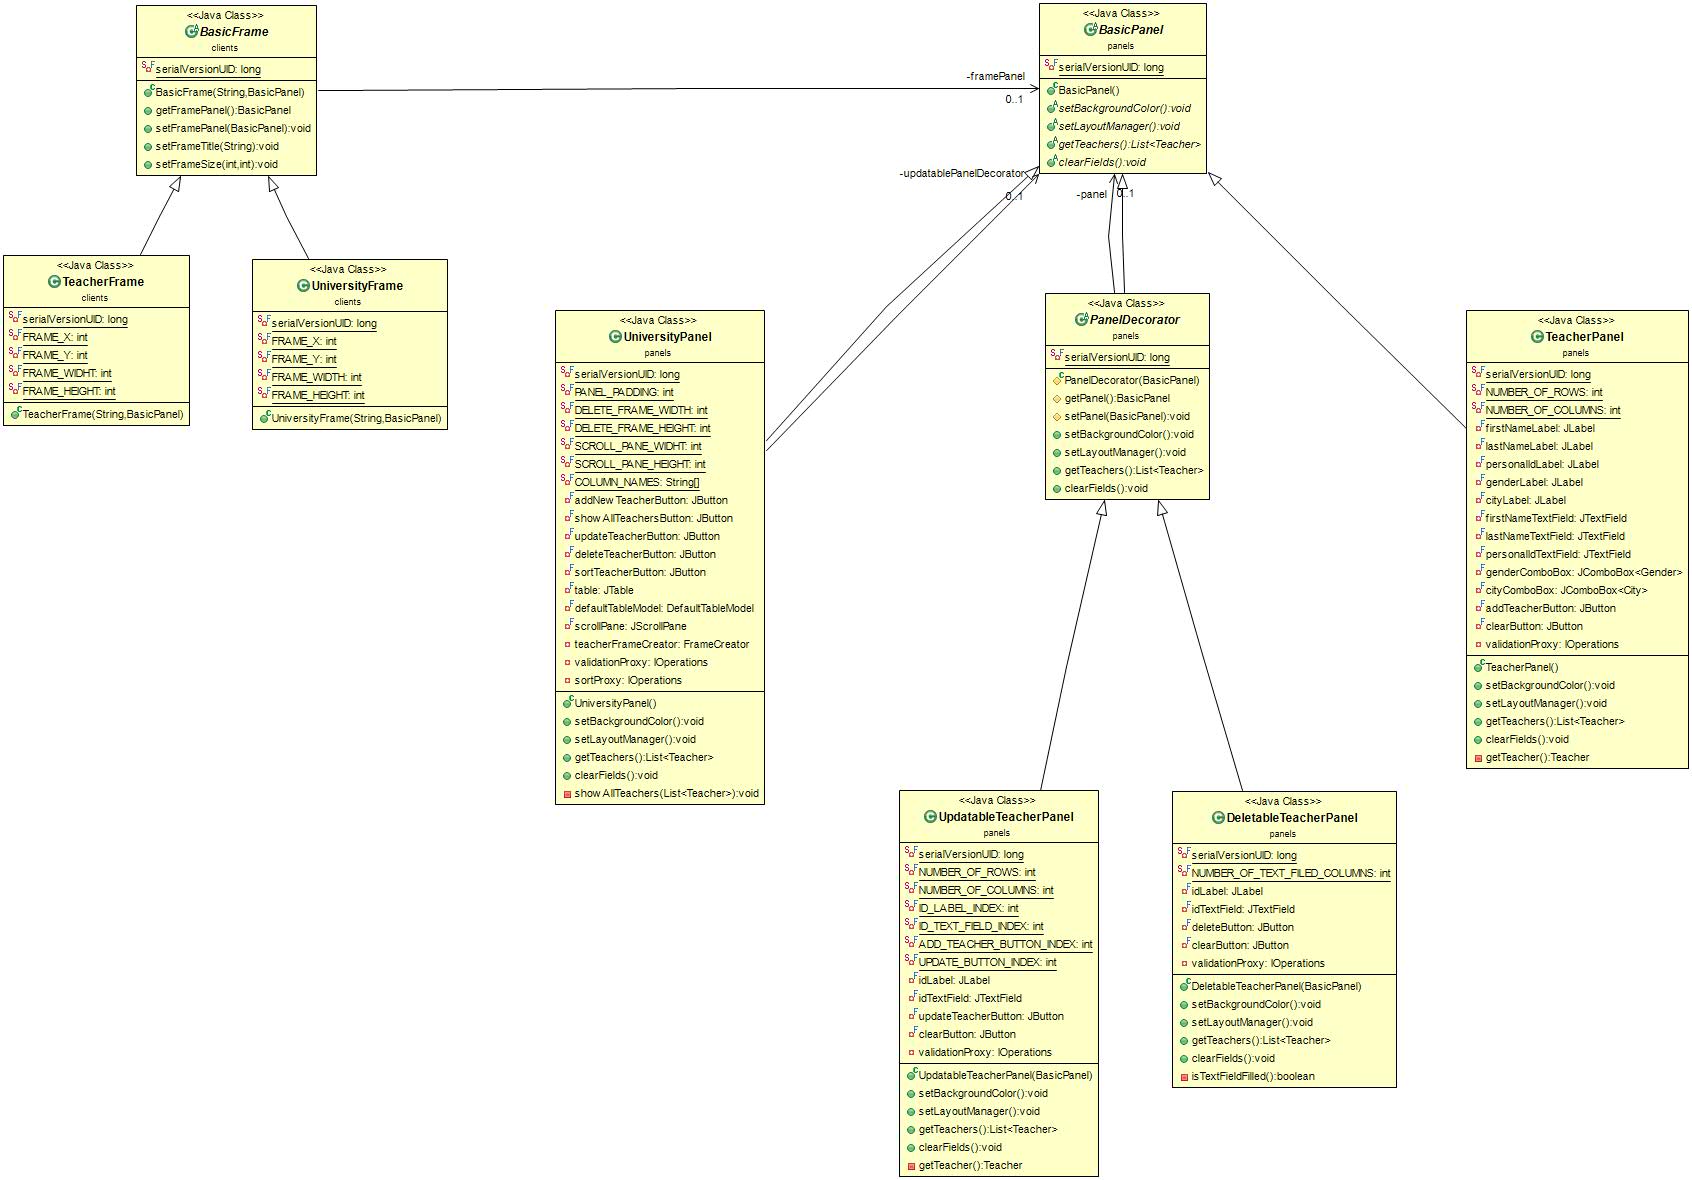 <<Java Class>>
BasicFrame
clients
serialVersionUID: long
BasicFrame(String,BasicPanel)
getFramePanel():BasicPanel
setFramePanel(BasicPanel):void
setFrameTitle(String):void
setFrameSize(int,int):void
<<Java Class>>
BasicPanel
panels
serialVersionUID: long
BasicPanel()
setBackgroundColor():void
setLayoutManager():void
getTeachers():List<Teacher>
clearFields():void
-framePanel
0..1
-updatablePanelDecorator
0..1
-panel
0..1
<<Java Class>>
TeacherFrame
clients
serialVersionUID: long
FRAME_X: int
FRAME_Y: int
FRAME_WIDHT: int
FRAME_HEIGHT: int
TeacherFrame(String,BasicPanel)
<<Java Class>>
UniversityFrame
clients
serialVersionUID: long
FRAME_X: int
FRAME_Y: int
FRAME_WIDTH: int
FRAME_HEIGHT: int
UniversityFrame(String,BasicPanel)
<<Java Class>>
UniversityPanel
panels
serialVersionUID: long
PANEL_PADDING: int
DELETE_FRAME_WIDTH: int
DELETE_FRAME_HEIGHT: int
SCROLL_PANE_WIDHT: int
SCROLL_PANE_HEIGHT: int
COLUMN_NAMES: String[]
addNewTeacherButton: JButton
showAllTeachersButton: JButton
updateTeacherButton: JButton
deleteTeacherButton: JButton
sortTeacherButton: JButton
table: JTable
defaultTableModel: DefaultTableModel
scrollPane: JScrollPane
teacherFrameCreator: FrameCreator
validationProxy: IOperations
sortProxy: IOperations
UniversityPanel()
setBackgroundColor():void
setLayoutManager():void
getTeachers():List<Teacher>
clearFields():void
showAllTeachers(List<Teacher>):void
<<Java Class>>
PanelDecorator
panels
serialVersionUID: long
PanelDecorator(BasicPanel)
getPanel():BasicPanel
setPanel(BasicPanel):void
setBackgroundColor():void
setLayoutManager():void
getTeachers():List<Teacher>
clearFields():void
<<Java Class>>
TeacherPanel
panels
serialVersionUID: long
NUMBER_OF_ROWS: int
NUMBER_OF_COLUMNS: int
firstNameLabel: JLabel
lastNameLabel: JLabel
personalIdLabel: JLabel
genderLabel: JLabel
cityLabel: JLabel
firstNameTextField: JTextField
lastNameTextField: JTextField
personalIdTextField: JTextField
genderComboBox: JComboBox<Gender>
cityComboBox: JComboBox<City>
addTeacherButton: JButton
clearButton: JButton
validationProxy: IOperations
TeacherPanel()
setBackgroundColor():void
setLayoutManager():void
getTeachers():List<Teacher>
clearFields():void
getTeacher():Teacher
<<Java Class>>
UpdatableTeacherPanel
panels
serialVersionUID: long
NUMBER_OF_ROWS: int
NUMBER_OF_COLUMNS: int
ID_LABEL_INDEX: int
ID_TEXT_FIELD_INDEX: int
ADD_TEACHER_BUTTON_INDEX: int
UPDATE_BUTTON_INDEX: int
idLabel: JLabel
idTextField: JTextField
updateTeacherButton: JButton
clearButton: JButton
validationProxy: IOperations
UpdatableTeacherPanel(BasicPanel)
setBackgroundColor():void
setLayoutManager():void
getTeachers():List<Teacher>
clearFields():void
getTeacher():Teacher
<<Java Class>>
DeletableTeacherPanel
panels
serialVersionUID: long
NUMBER_OF_TEXT_FILED_COLUMNS: int
idLabel: JLabel
idTextField: JTextField
deleteButton: JButton
clearButton: JButton
validationProxy: IOperations
DeletableTeacherPanel(BasicPanel)
setBackgroundColor():void
setLayoutManager():void
getTeachers():List<Teacher>
clearFields():void
isTextFieldFilled():boolean